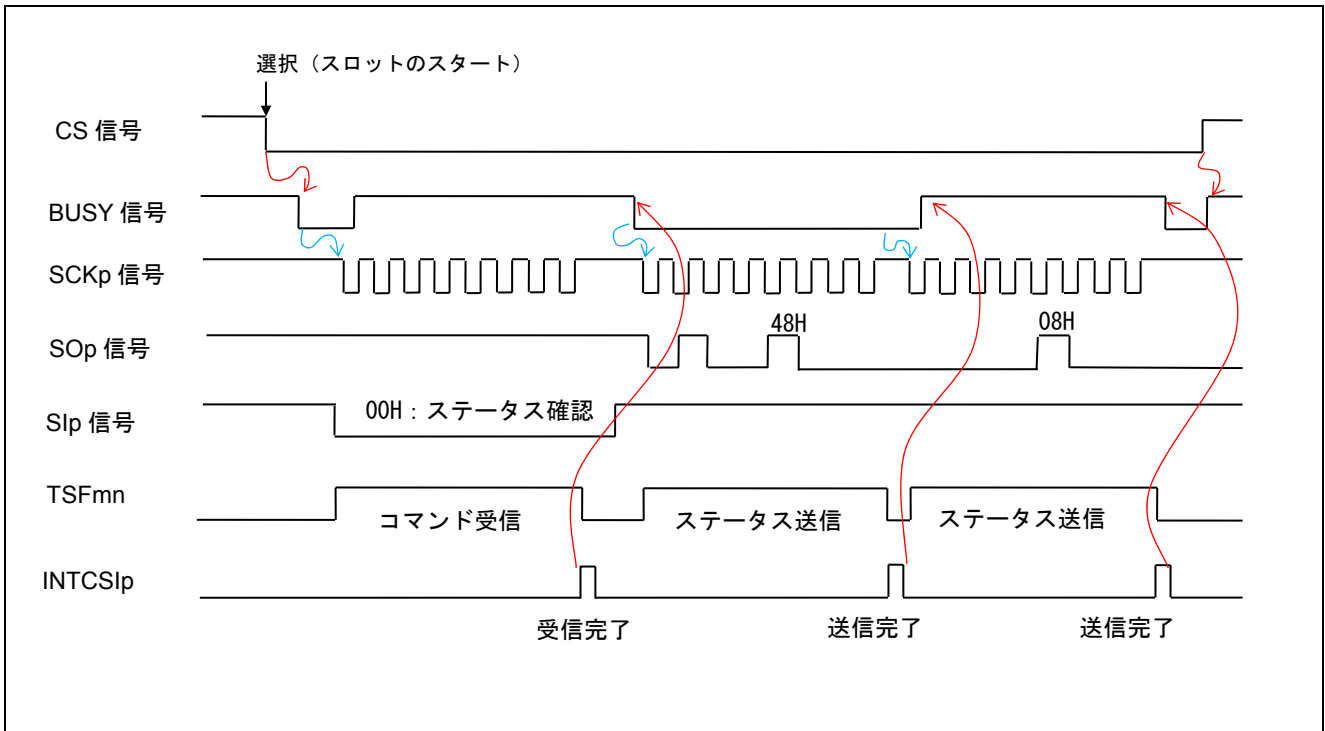 選択（スロットのスタート）
CS 信号
BUSY 信号
SCKp 信号
48H
08H
SOp 信号
00H：ステータス確認
SIp 信号
TSFmn
コマンド受信
ステータス送信
ステータス送信
INTCSIp
受信完了
送信完了
送信完了